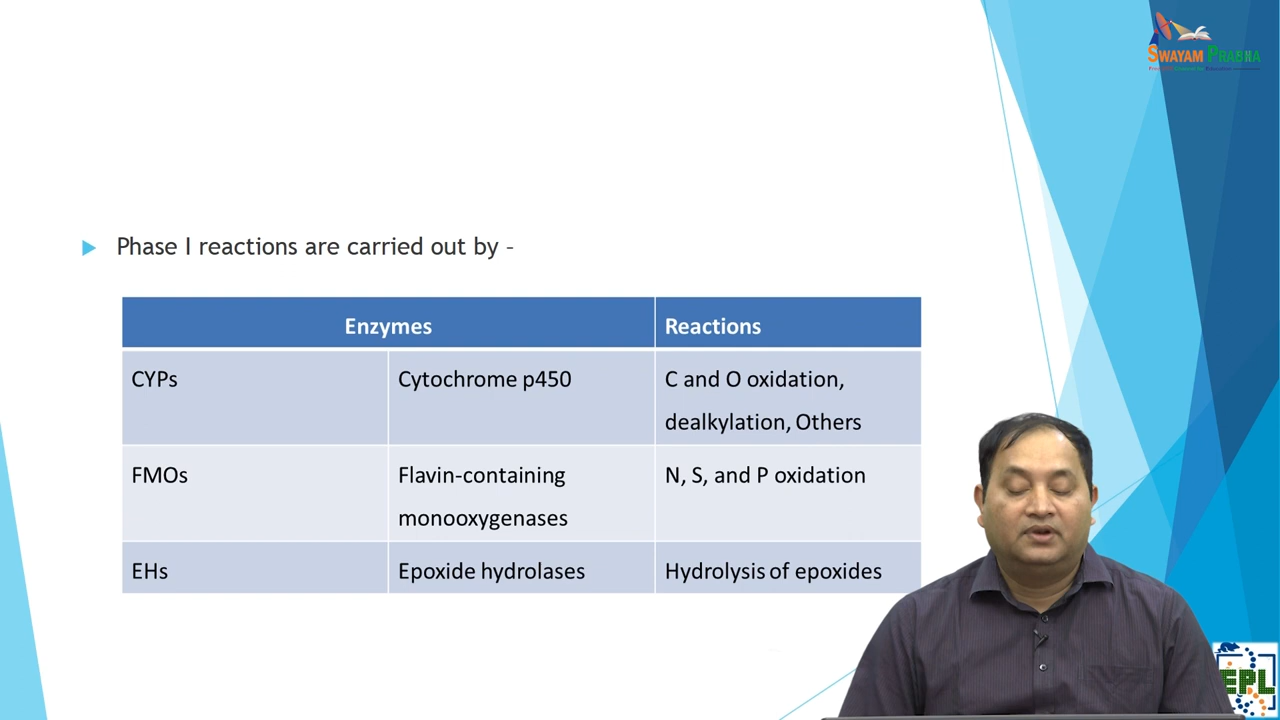 SWAYAM PRABHA
Phase I reactions are carried out by –
Enzymes
Reactions
CYPs
Cytochrome p450
C and O oxidation,
dealkylation, Others
FMOs
Flavin-containing
monooxygenases
N, S, and P oxidation
EHs
Epoxide hydrolases
Hydrolysis of epoxides
EPL